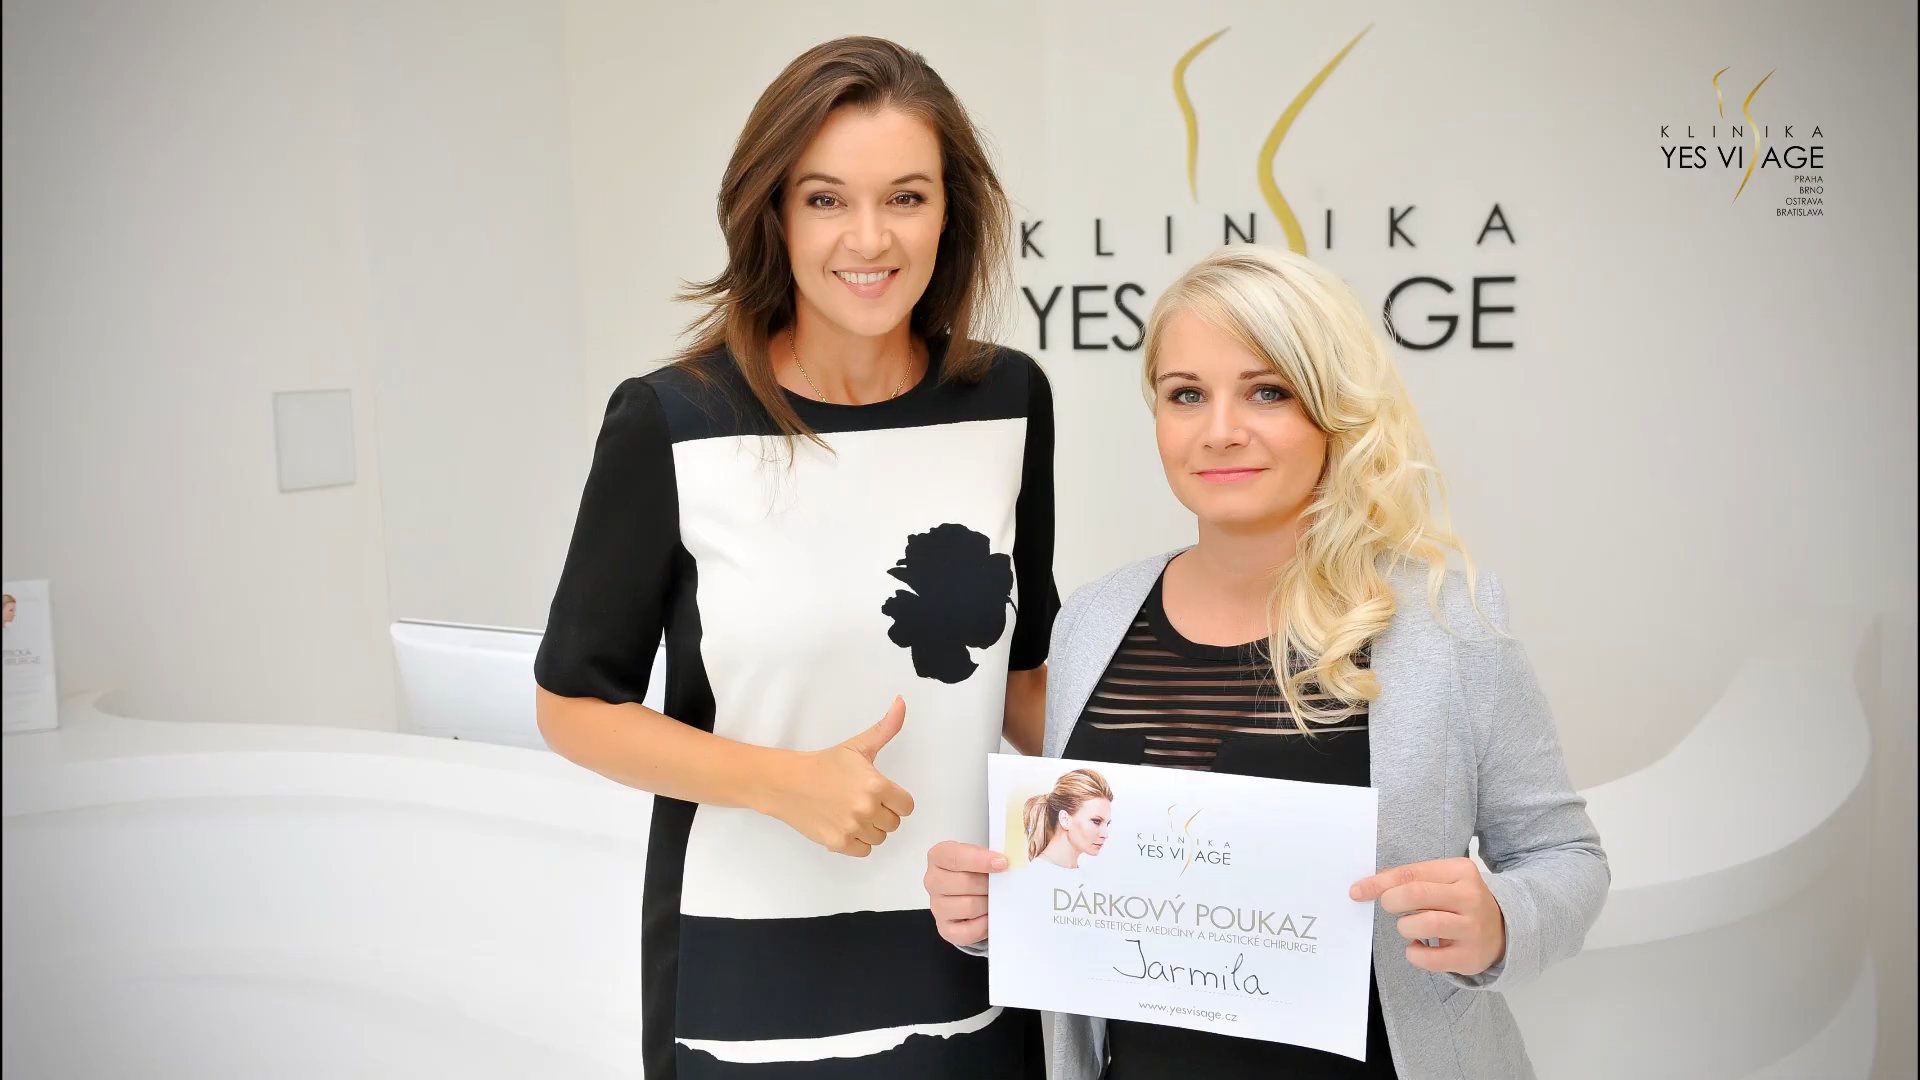 KLINIKA
YES GE
KLINIKA
YES VISAGE
PRAHA
BRNO
OSTRAVA
BRATISLAVA
KLINIKA
YES VISAGE
DÁRKOVÝ POUKAZ
KLINIKA ESTETICKÉ MEDICÍNY A PLASTICKÉ CHIRURGIE
Jarmila
www.yesvisage.cz